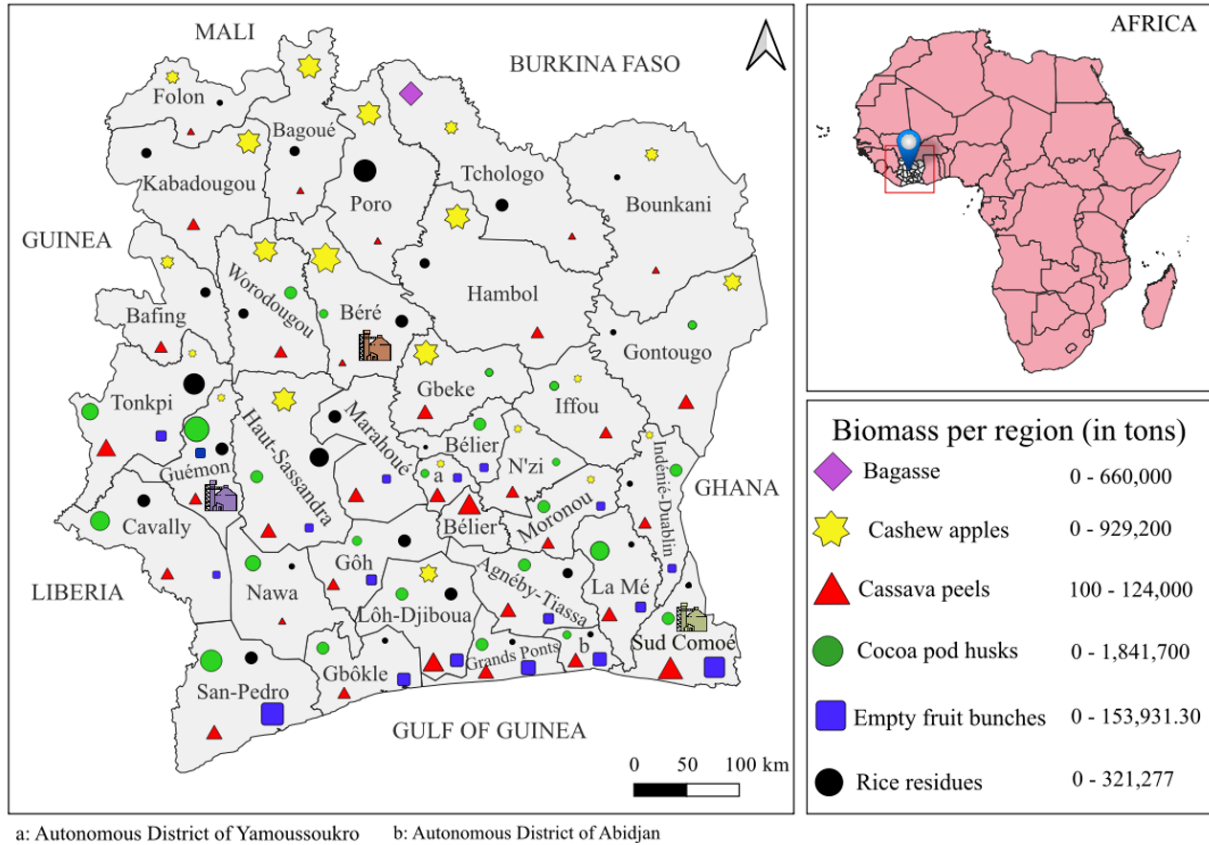 MALI
BURKINA FASO
Folon
Bagoué
Kabadougou
Poro
Tchologo
Bounkani
GUINEA
Worodougou
Bafing
Béré
Hambol
Gontougo
Tonkpi
Haut-Sassandra
Marahoué
Gbeke
Iffou
Bélier
N'zi
Indénié-Duablin
Guémon
a
GHANA
Cavally
Bélier
Moronou
Gôh
LIBERIA
Nawa
Lôh-Djiboua
Agnéby-Tiassa
La Mé
Sud Comoé
San-Pedro
Gbôkle
Grands Ponts
b
GULF OF GUINEA
0 50 100 km
AFRICA
Biomass per region (in tons)
Bagasse 0 - 660,000
Cashew apples 0 - 929,200
Cassava peels 100 - 124,000
Cocoa pod husks 0 - 1,841,700
Empty fruit bunches 0 - 153,931.30
Rice residues 0 - 321,277
a: Autonomous District of Yamoussoukro b: Autonomous District of Abidjan